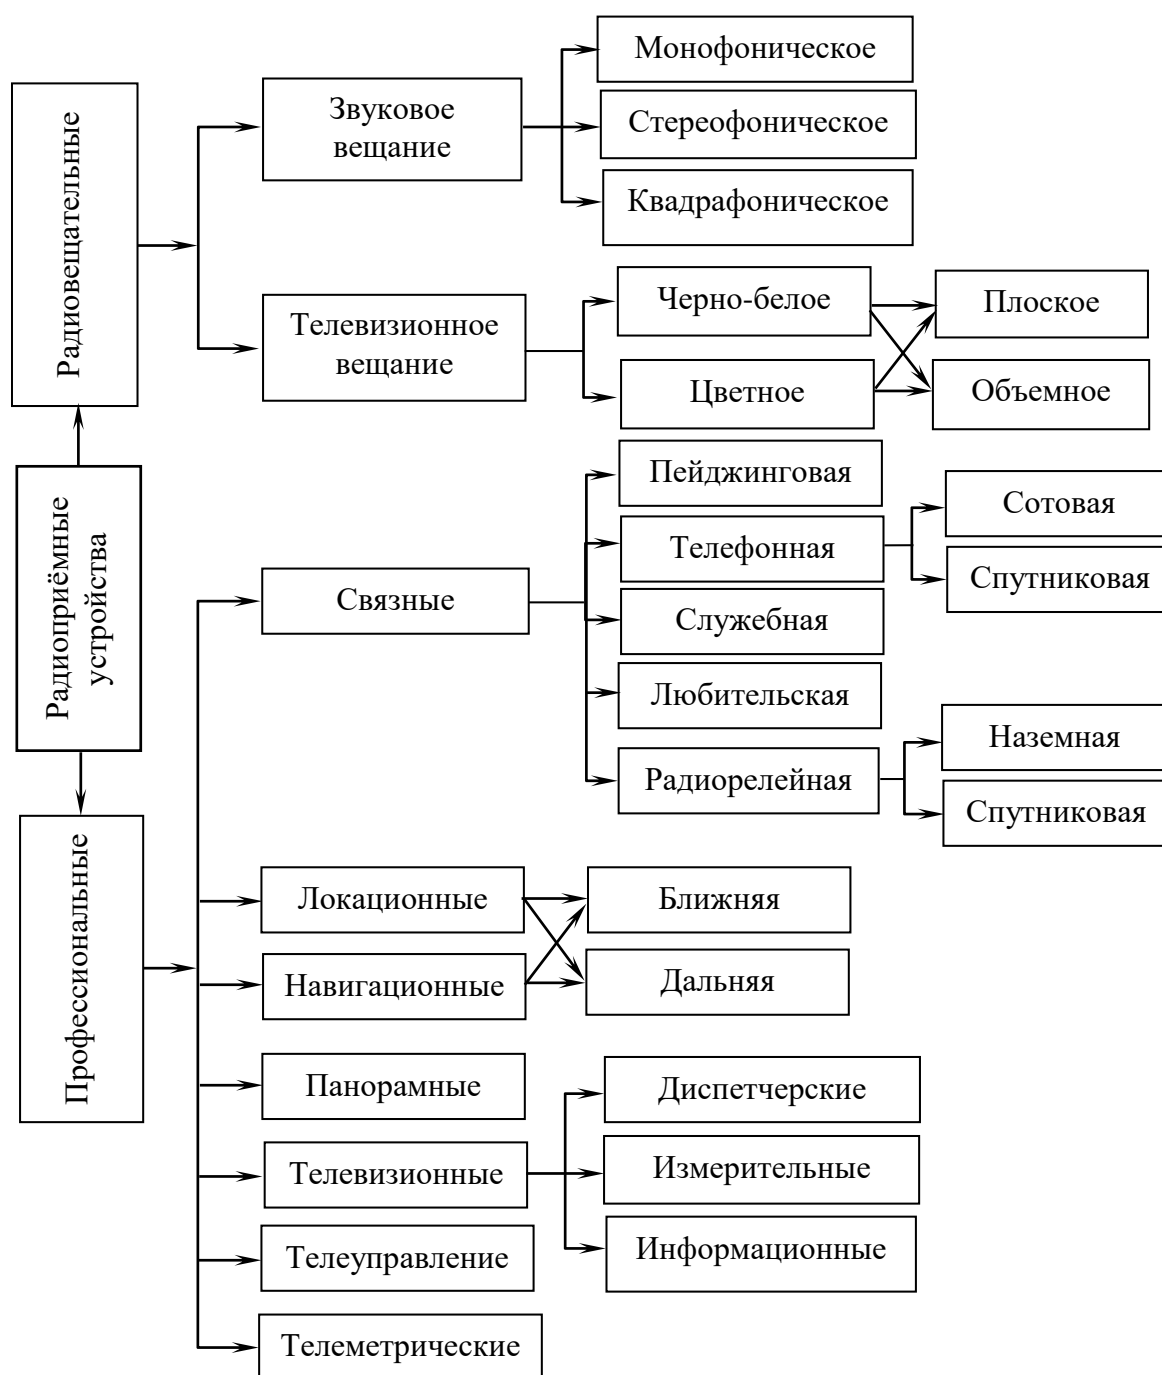 Радиовещательные
Звуковое
вещание
Монофоническое
Стереофоническое
Квадрафоническое
Телевизионное
вещание
Черно-белое
Цветное
Плоское
Объемное
Радиоприёмные
устройства
Профессиональные
Связные
Пейджинговая
Телефонная
Сотовая
Спутниковая
Служебная
Любительская
Радиорелейная
Наземная
Спутниковая
Локационные
Навигационные
Ближняя
Дальняя
Панорамные
Телевизионные
Диспетчерские
Измерительные
Информационные
Телеуправление
Телеметрические